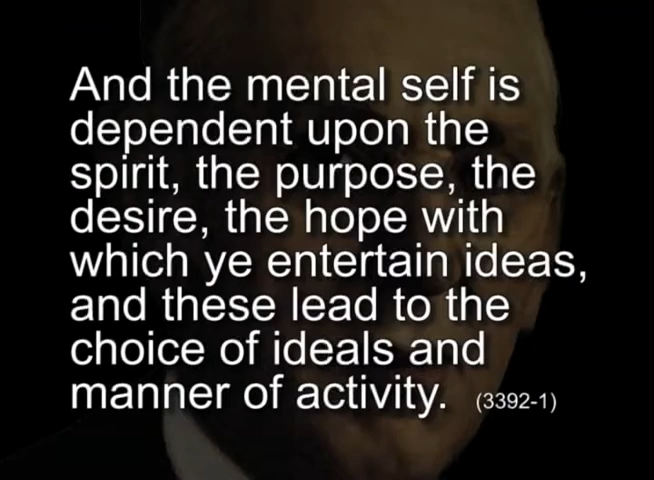 And the mental self is
dependent upon the
spirit, the purpose, the
desire, the hope with
which ye entertain ideas,
and these lead to the
choice of ideals and
manner of activity. (3392-1)